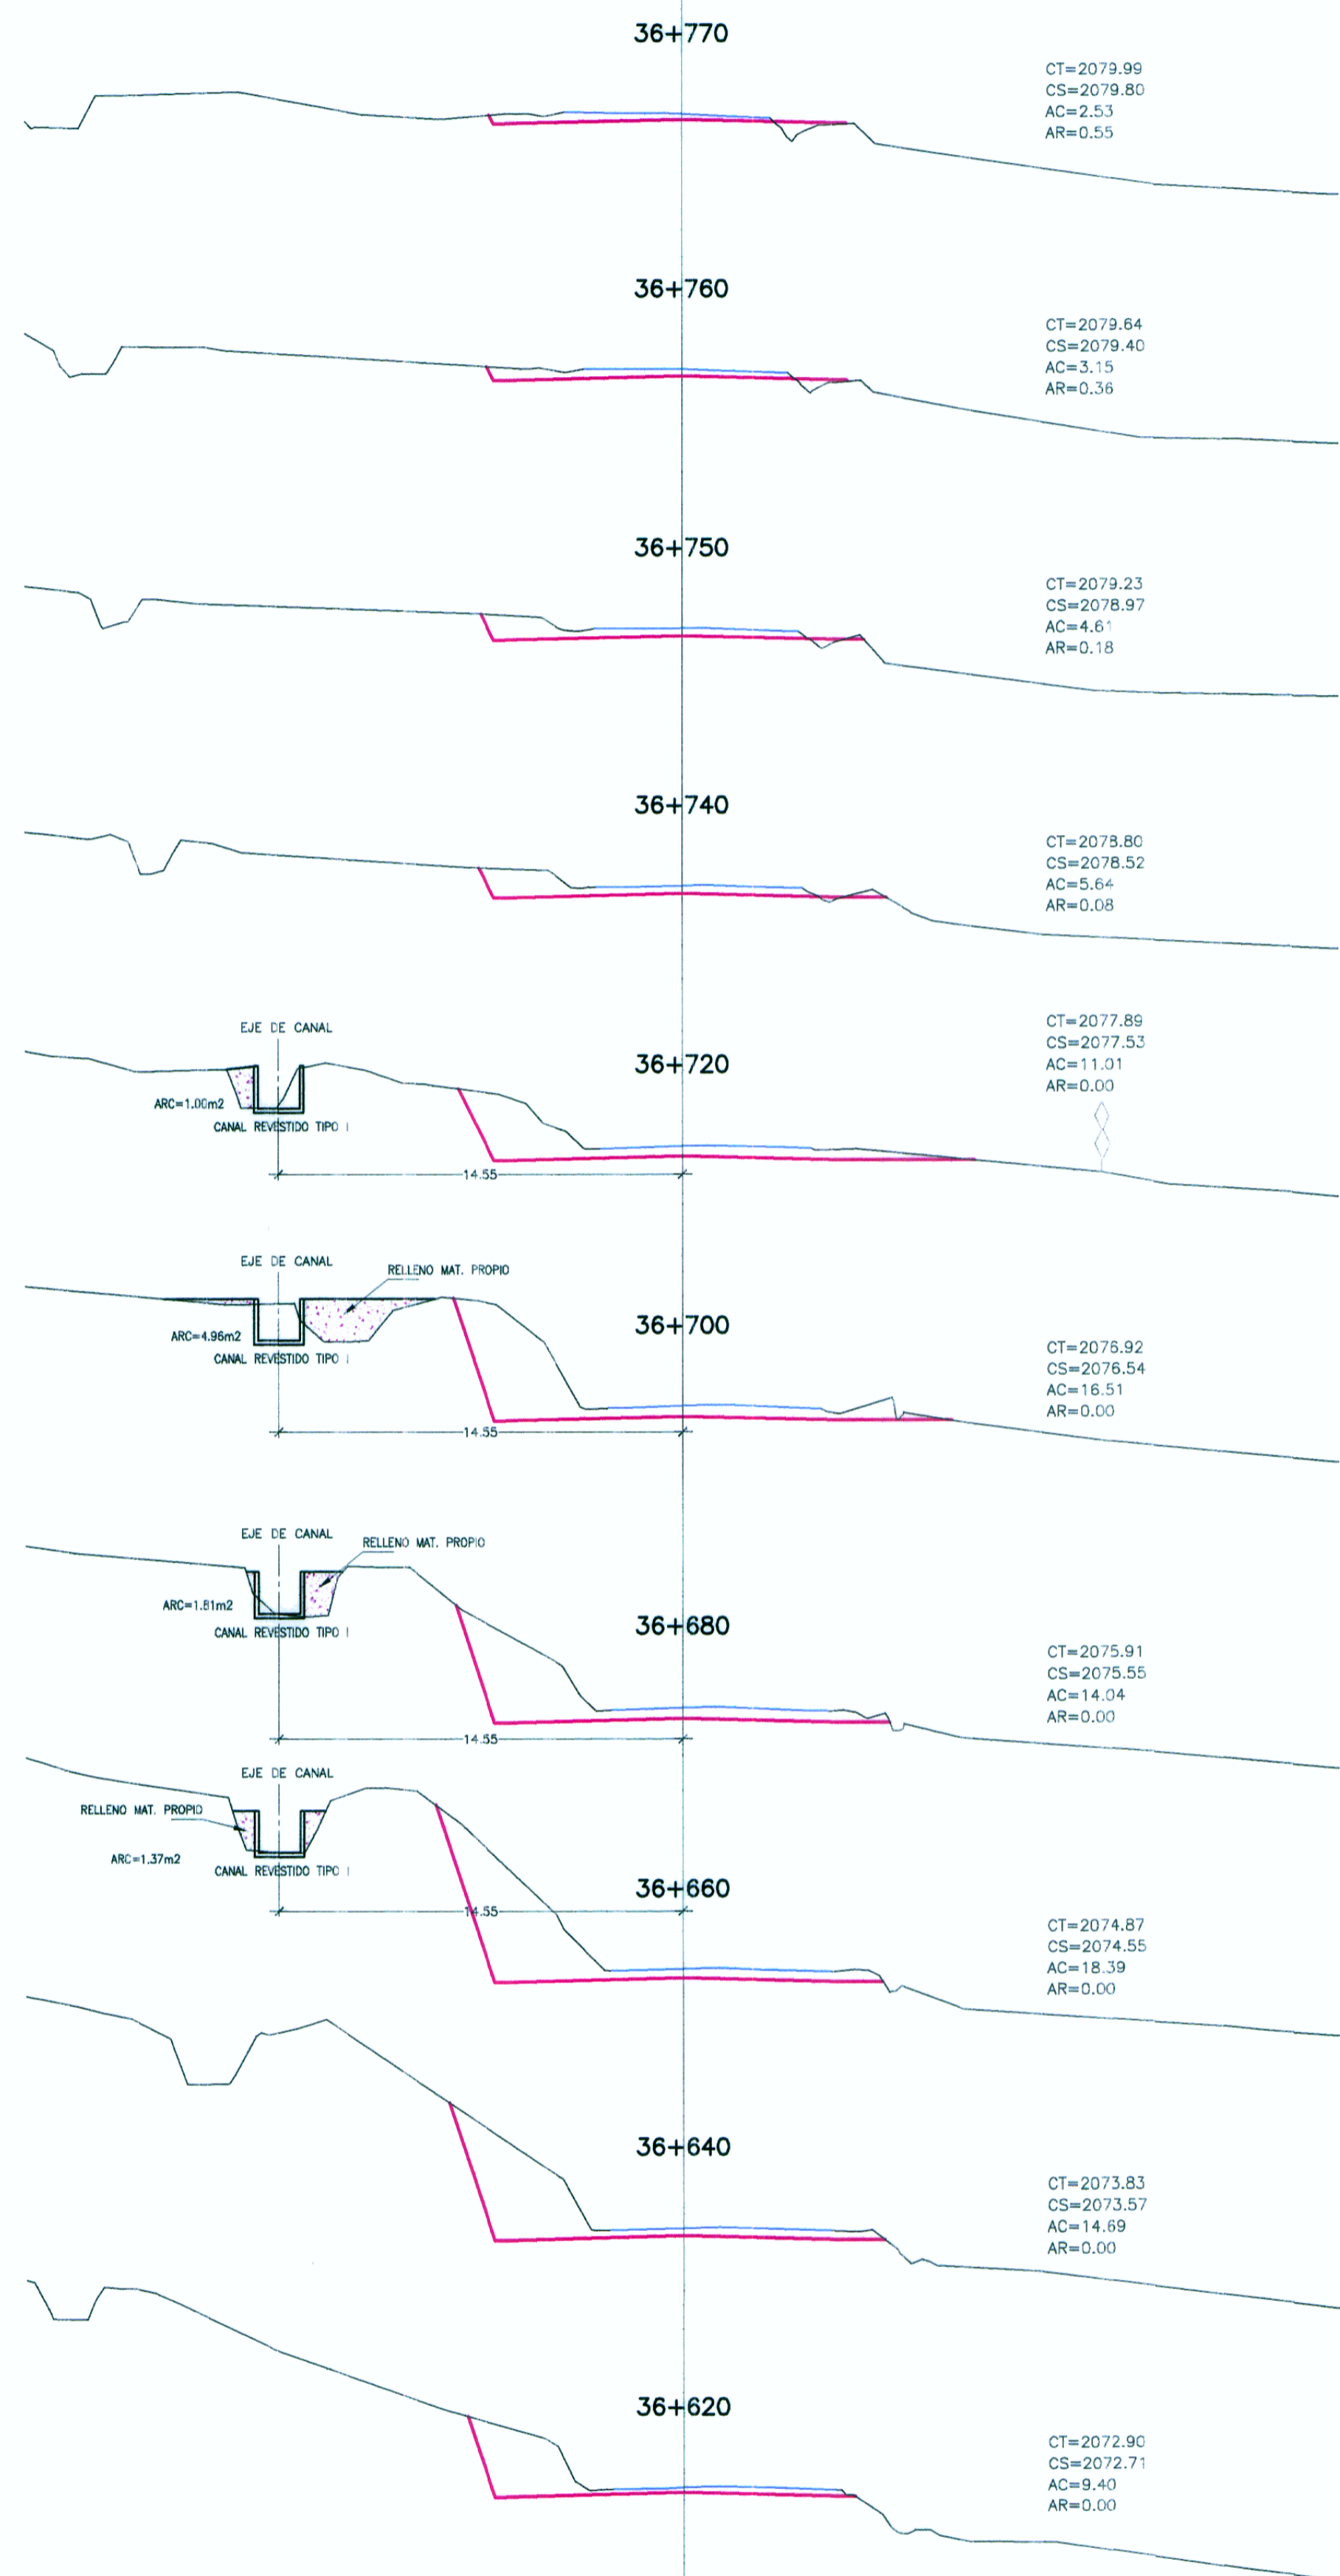 36+770
CT=2079.99
CS=2079.80
AC=2.53
AR=0.55
36+760
CT=2079.64
CS=2079.40
AC=3.15
AR=0.36
36+750
CT=2079.23
CS=2078.97
AC=4.61
AR=0.18
36+740
CT=2078.80
CS=2078.52
AC=5.64
AR=0.08
36+720
EJE DE CANAL
CT=2077.89
CS=2077.53
AC=11.01
AR=0.00
ARC=1.00m2
CANAL REVESTIDO TIPO I
14.55
36+700
EJE DE CANAL
RELLENO MAT. PROPIO
ARC=4.96m2
CANAL REVESTIDO TIPO I
CT=2076.92
CS=2076.54
AC=16.51
AR=0.00
14.55
36+680
EJE DE CANAL
RELLENO MAT. PROPIO
ARC=1.81m2
CANAL REVESTIDO TIPO I
CT=2075.91
CS=2075.55
AC=14.04
AR=0.00
14.55
36+660
EJE DE CANAL
RELLENO MAT. PROPIO
ARC=1.37m2
CANAL REVESTIDO TIPO I
14.55
CT=2074.87
CS=2074.55
AC=18.39
AR=0.00
36+640
CT=2073.83
CS=2073.57
AC=14.69
AR=0.00
36+620
CT=2072.90
CS=2072.71
AC=9.40
AR=0.00